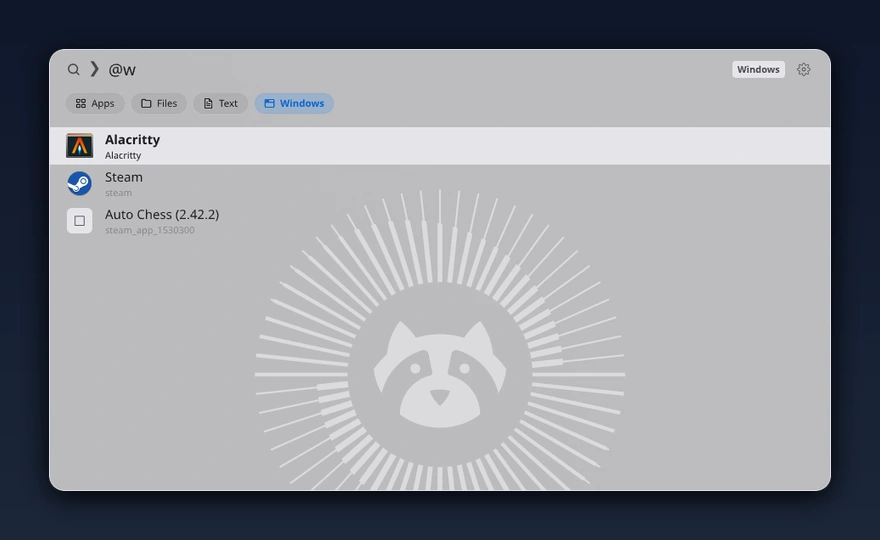 ❯ @w Windows
Apps Files Text Windows
Alacritty
Alacritty
Steam
steam
Auto Chess (2.42.2)
steam_app_1530300